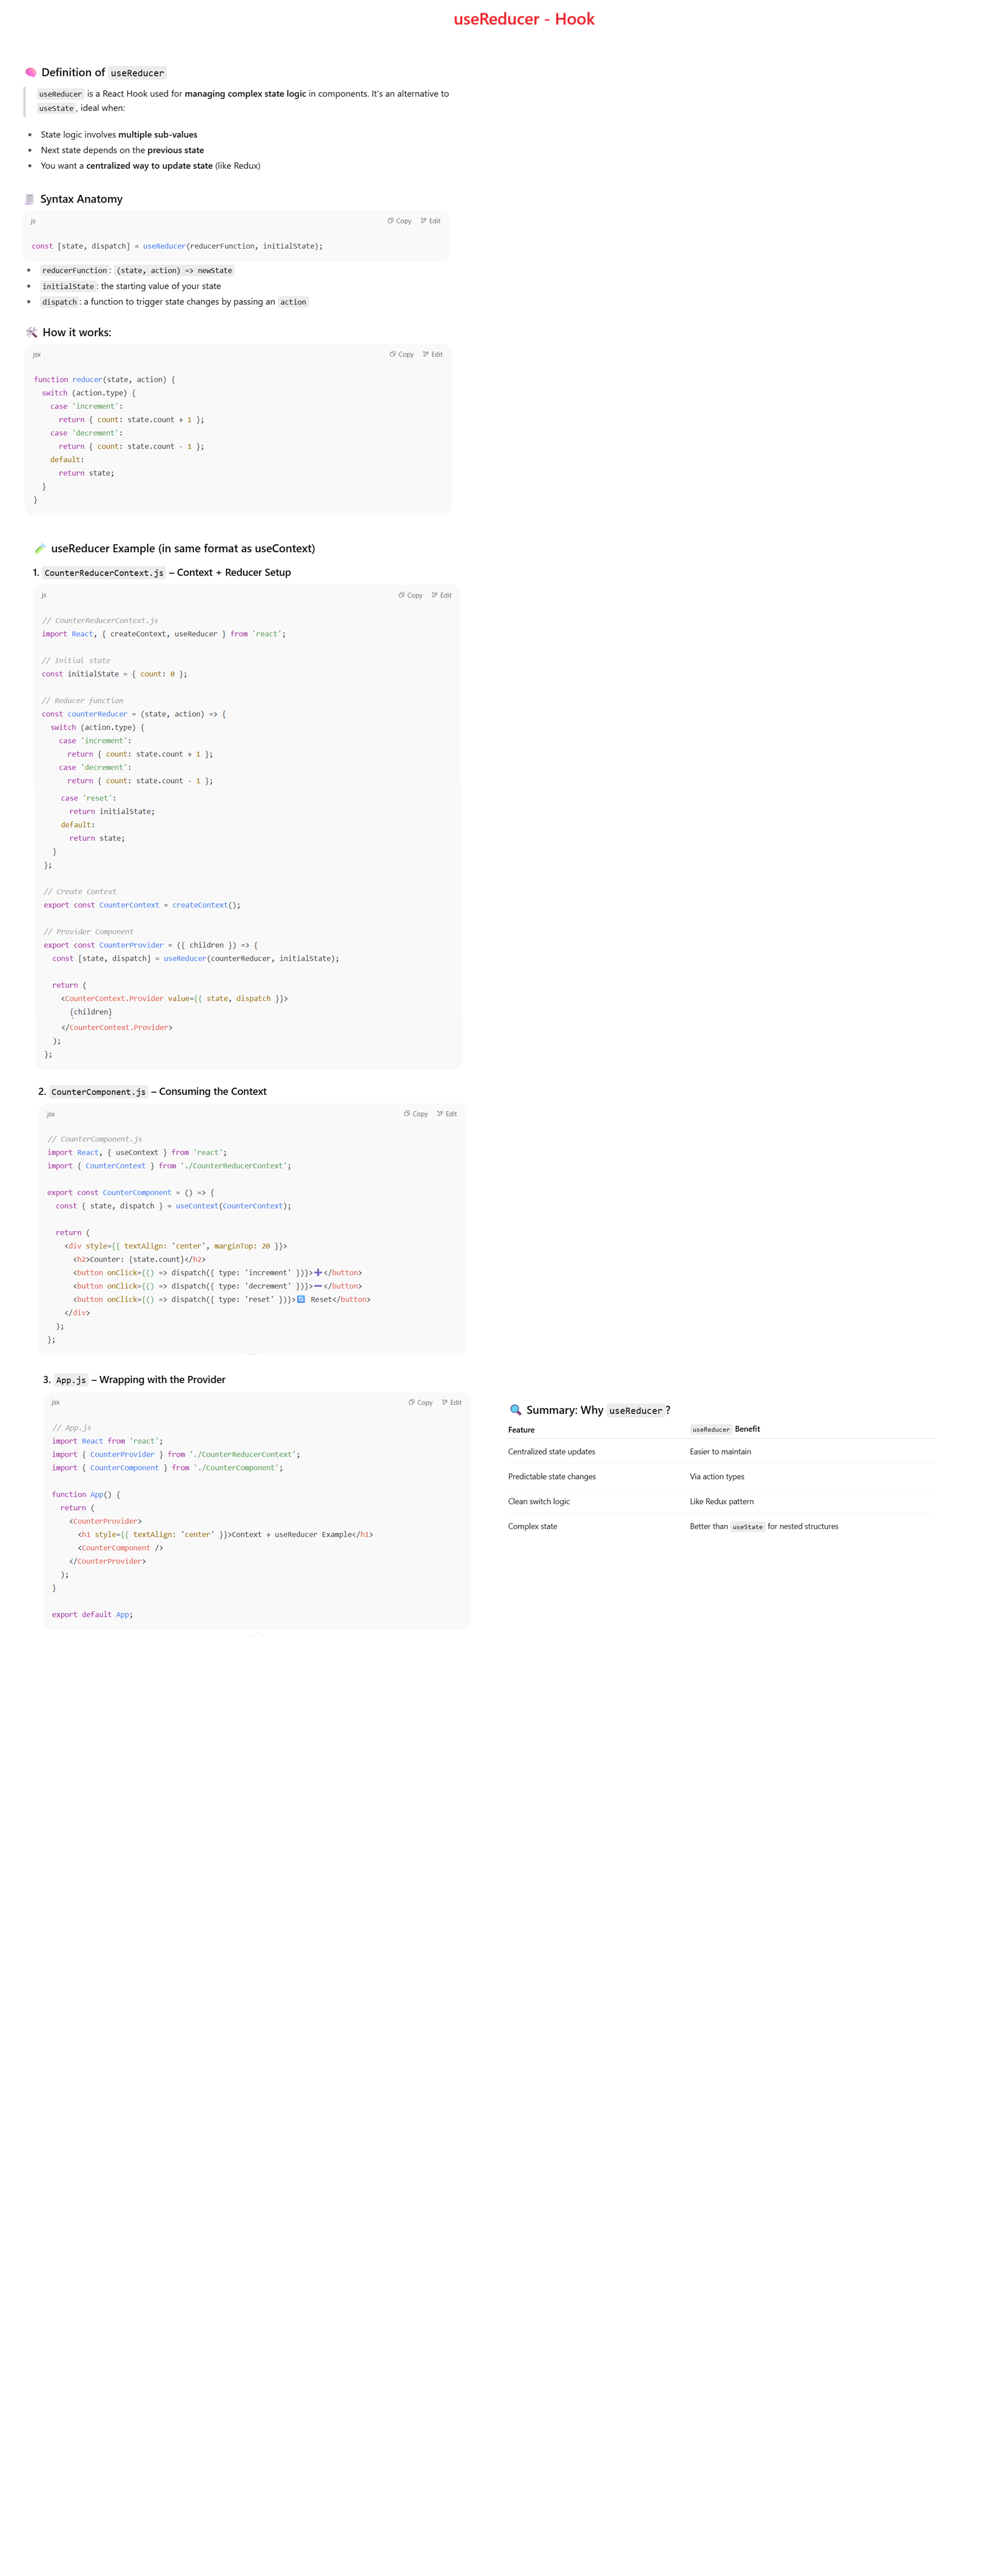 useReducer - Hook
🧠 Definition of useReducer
useReducer is a React Hook used for managing complex state logic in components. It's an alternative to
useState, ideal when:
• State logic involves multiple sub-values
• Next state depends on the previous state
• You want a centralized way to update state (like Redux)
🧾 Syntax Anatomy
js Copy Edit
const [state, dispatch] = useReducer(reducerFunction, initialState);
• reducerFunction: (state, action) => newState
• initialState: the starting value of your state
• dispatch: a function to trigger state changes by passing an action
🛠️ How it works:
jsx Copy Edit
function reducer(state, action) {
  switch (action.type) {
    case 'increment':
      return { count: state.count + 1 };
    case 'decrement':
      return { count: state.count - 1 };
    default:
      return state;
  }
}
🧪 useReducer Example (in same format as useContext)
1. CounterReducerContext.js – Context + Reducer Setup
js Copy Edit
// CounterReducerContext.js
import React, { createContext, useReducer } from 'react';
// Initial state
const initialState = { count: 0 };
// Reducer function
const counterReducer = (state, action) => {
  switch (action.type) {
    case 'increment':
      return { count: state.count + 1 };
    case 'decrement':
      return { count: state.count - 1 };
    case 'reset':
      return initialState;
    default:
      return state;
  }
};
// Create Context
export const CounterContext = createContext();
// Provider Component
export const CounterProvider = ({ children }) => {
  const [state, dispatch] = useReducer(counterReducer, initialState);
  return (
    <CounterContext.Provider value={{ state, dispatch }}>
      {children}
    </CounterContext.Provider>
  );
};
2. CounterComponent.js – Consuming the Context
jsx Copy Edit
// CounterComponent.js
import React, { useContext } from 'react';
import { CounterContext } from './CounterReducerContext';
export const CounterComponent = () => {
  const { state, dispatch } = useContext(CounterContext);
  return (
    <div style={{ textAlign: 'center', marginTop: 20 }}>
      <h2>Counter: {state.count}</h2>
      <button onClick={() => dispatch({ type: 'increment' })}>➕</button>
      <button onClick={() => dispatch({ type: 'decrement' })}>➖</button>
      <button onClick={() => dispatch({ type: 'reset' })}>🔄 Reset</button>
    </div>
  );
};
3. App.js – Wrapping with the Provider
jsx Copy Edit
// App.js
import React from 'react';
import { CounterProvider } from './CounterReducerContext';
import { CounterComponent } from './CounterComponent';
function App() {
  return (
    <CounterProvider>
      <h1 style={{ textAlign: 'center' }}>Context + useReducer Example</h1>
      <CounterComponent />
    </CounterProvider>
  );
}
export default App;
🔍 Summary: Why useReducer?
Feature useReducer Benefit
Centralized state updates Easier to maintain
Predictable state changes Via action types
Clean switch logic Like Redux pattern
Complex state Better than useState for nested structures